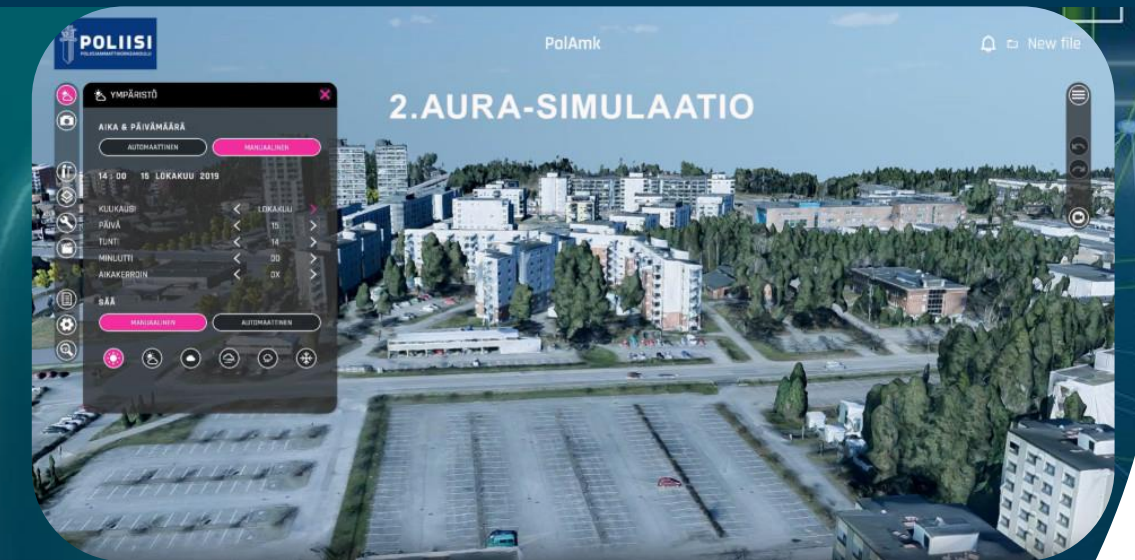 POLIISI
POLIISIAMMATTIKORKEAKOULU
PolAmk
New file
2.AURA-SIMULAATIO
YMPÄRISTÖ
AIKA & PÄIVÄMÄÄRÄ
AUTOMAATTINEN MANUAALINEN
14 : 00 15 LOKAKUU 2019
KUUKAUSI < LOKAKUU >
PÄIVÄ < 15 >
TUNTI < 14 >
MINUUTTI < 00 >
AIKAKERROIN < 0X >
SÄÄ
MANUAALINEN AUTOMAATTINEN